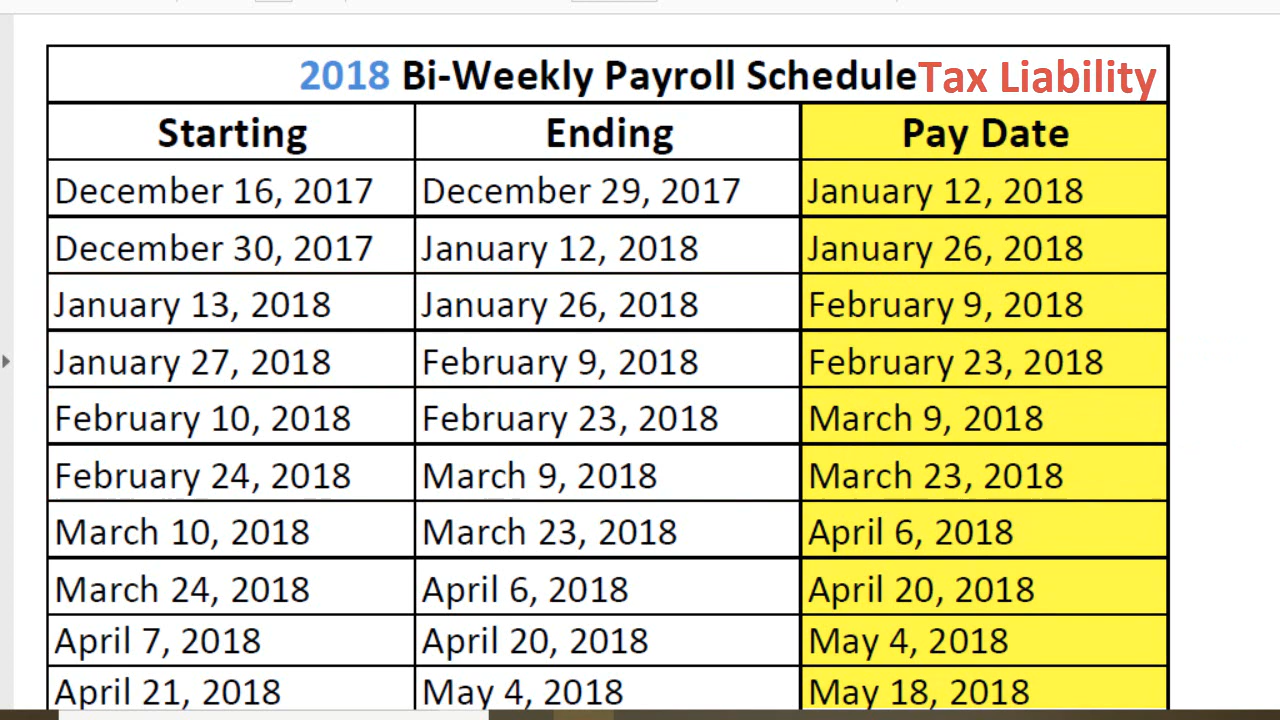 2018 Bi-Weekly Payroll ScheduleTax Liability
Starting Ending Pay Date
December 16, 2017 December 29, 2017 January 12, 2018
December 30, 2017 January 12, 2018 January 26, 2018
January 13, 2018 January 26, 2018 February 9, 2018
January 27, 2018 February 9, 2018 February 23, 2018
February 10, 2018 February 23, 2018 March 9, 2018
February 24, 2018 March 9, 2018 March 23, 2018
March 10, 2018 March 23, 2018 April 6, 2018
March 24, 2018 April 6, 2018 April 20, 2018
April 7, 2018 April 20, 2018 May 4, 2018
April 21, 2018 May 4, 2018 May 18, 2018